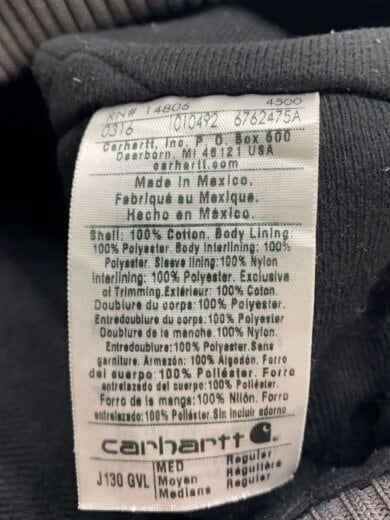 RN# 14806 4500
0316 1010492 6762475A
Carhartt, Inc. P. O. Box 600
Dearborn, MI 48121 USA
carhartt.com
Made in Mexico.
Fabriqué au Mexique.
Hecho en México.
Shell: 100% Cotton. Body Lining:
100% Polyester. Body Interlining: 100%
Polyester. Sleeve lining:100% Nylon
Interlining: 100% Polyester. Exclusive
of Trimming.Extérieur: 100% Coton.
Doublure du corps: 100% Polyester.
Entredoublure du corps: 100% Polyester
Doublure de la manche: 100% Nylon.
Entredoublure; 100% Polyester.Sans
garniture. Armazón: 100% Algodón. Forro
del cuerpo: 100% Poliéster. Forro
entrelazado del cuerpo: 100% Poliéster.
Forro de la manga: 100% Nilón. Forro
entrelazado: 100% Poliéster.Sin incluir adorno
carhartt
J130 GVL MED Regular
Moyen Régulière
Medians Regular